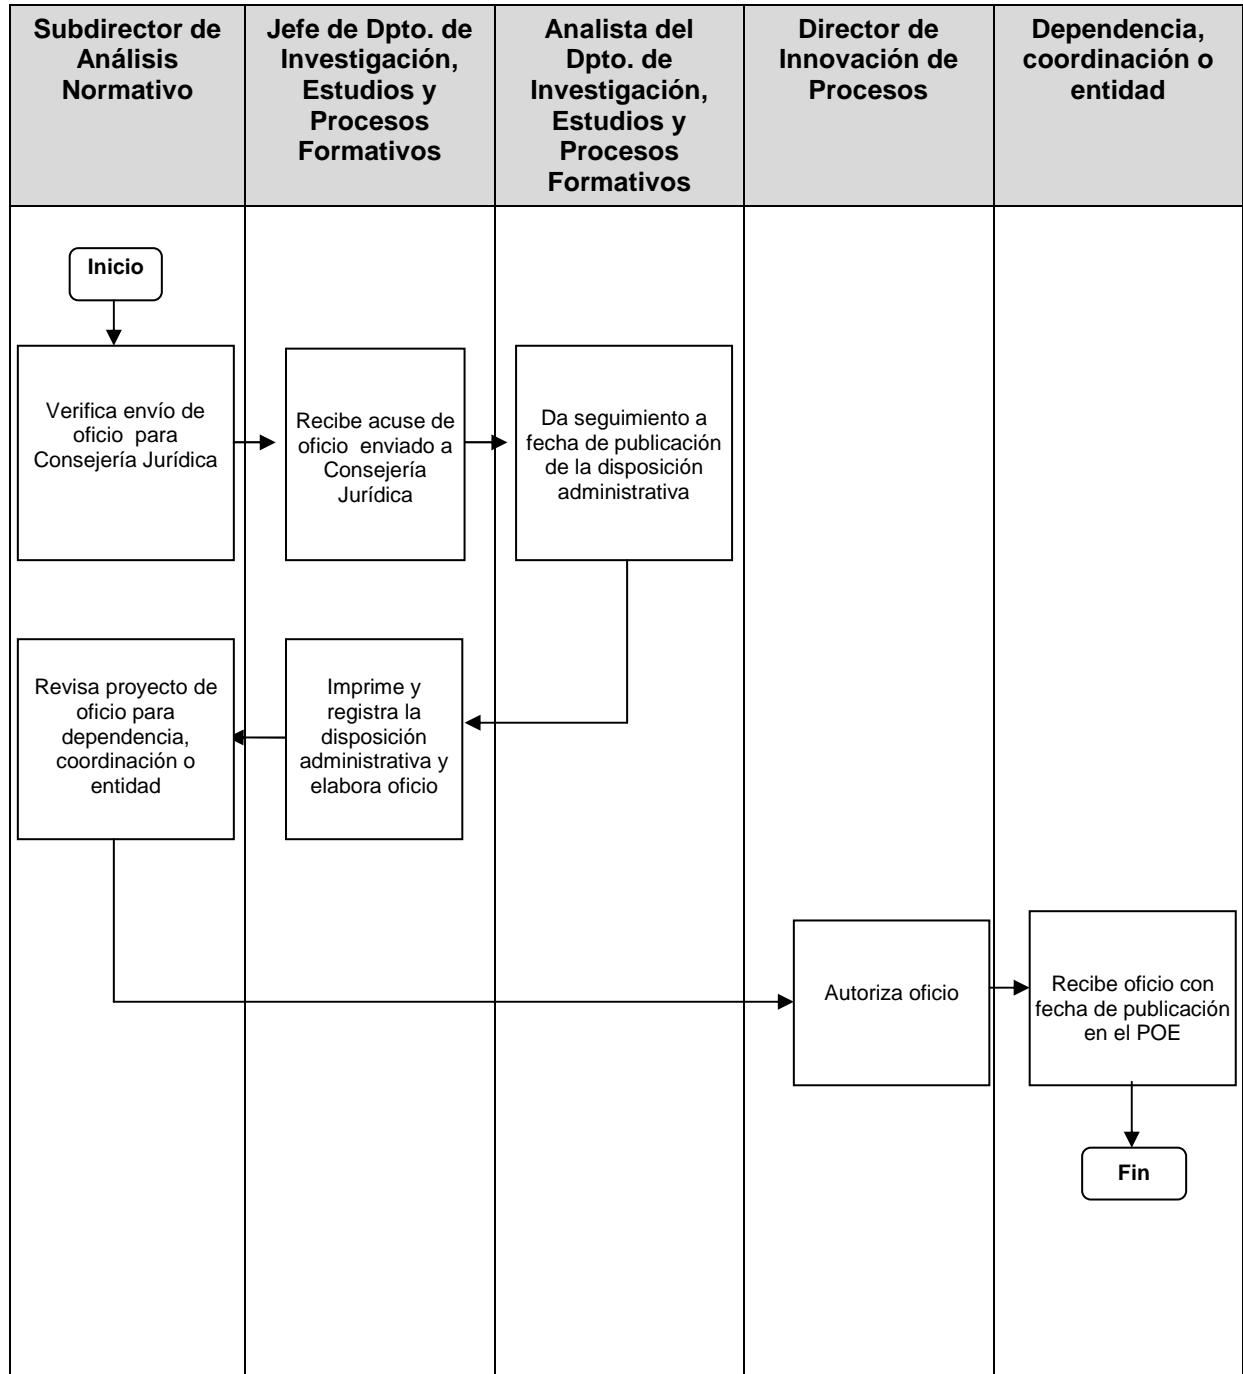 Subdirector de
Análisis
Normativo
Jefe de Dpto. de
Investigación,
Estudios y
Procesos
Formativos
Analista del
Dpto. de
Investigación,
Estudios y
Procesos
Formativos
Director de
Innovación de
Procesos
Dependencia,
coordinación o
entidad
Inicio
Verifica envío de
oficio para
Consejería Jurídica
Recibe acuse de
oficio enviado a
Consejería
Jurídica
Da seguimiento a
fecha de publicación
de la disposición
administrativa
Revisa proyecto de
oficio para
dependencia,
coordinación o
entidad
Imprime y
registra la
disposición
administrativa y
elabora oficio
Autoriza oficio
Recibe oficio con
fecha de publicación
en el POE
Fin